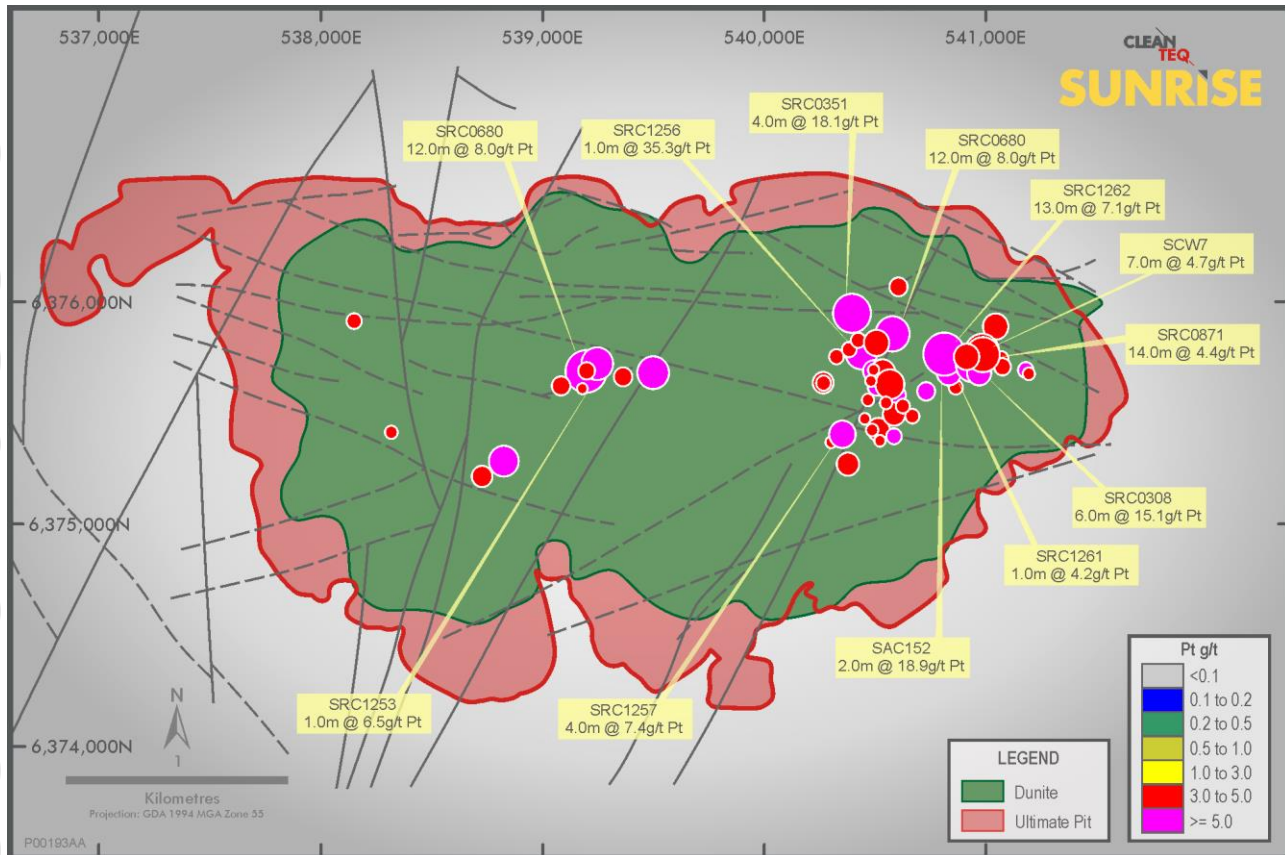 537,000E
538,000E
539,000E
540,000E
541,000E
CLEAN
TEQ
SUNRISE
SRC0351
4.0m @ 18.1g/t Pt
SRC0680
12.0m @ 8.0g/t Pt
SRC1256
1.0m @ 35.3g/t Pt
SRC0680
12.0m @ 8.0g/t Pt
SRC1262
13.0m @ 7.1g/t Pt
SCW7
7.0m @ 4.7g/t Pt
6,376,000N
SRC0871
14.0m @ 4.4g/t Pt
SRC0308
6.0m @ 15.1g/t Pt
6,375,000N
SRC1261
1.0m @ 4.2g/t Pt
SAC152
2.0m @ 18.9g/t Pt
SRC1253
1.0m @ 6.5g/t Pt
SRC1257
4.0m @ 7.4g/t Pt
6,374,000N
N
1
Kilometres
Projection: GDA 1994 MGA Zone 55
P00193AA
LEGEND
Dunite
Ultimate Pit
Pt g/t
<0.1
0.1 to 0.2
0.2 to 0.5
0.5 to 1.0
1.0 to 3.0
3.0 to 5.0
>= 5.0